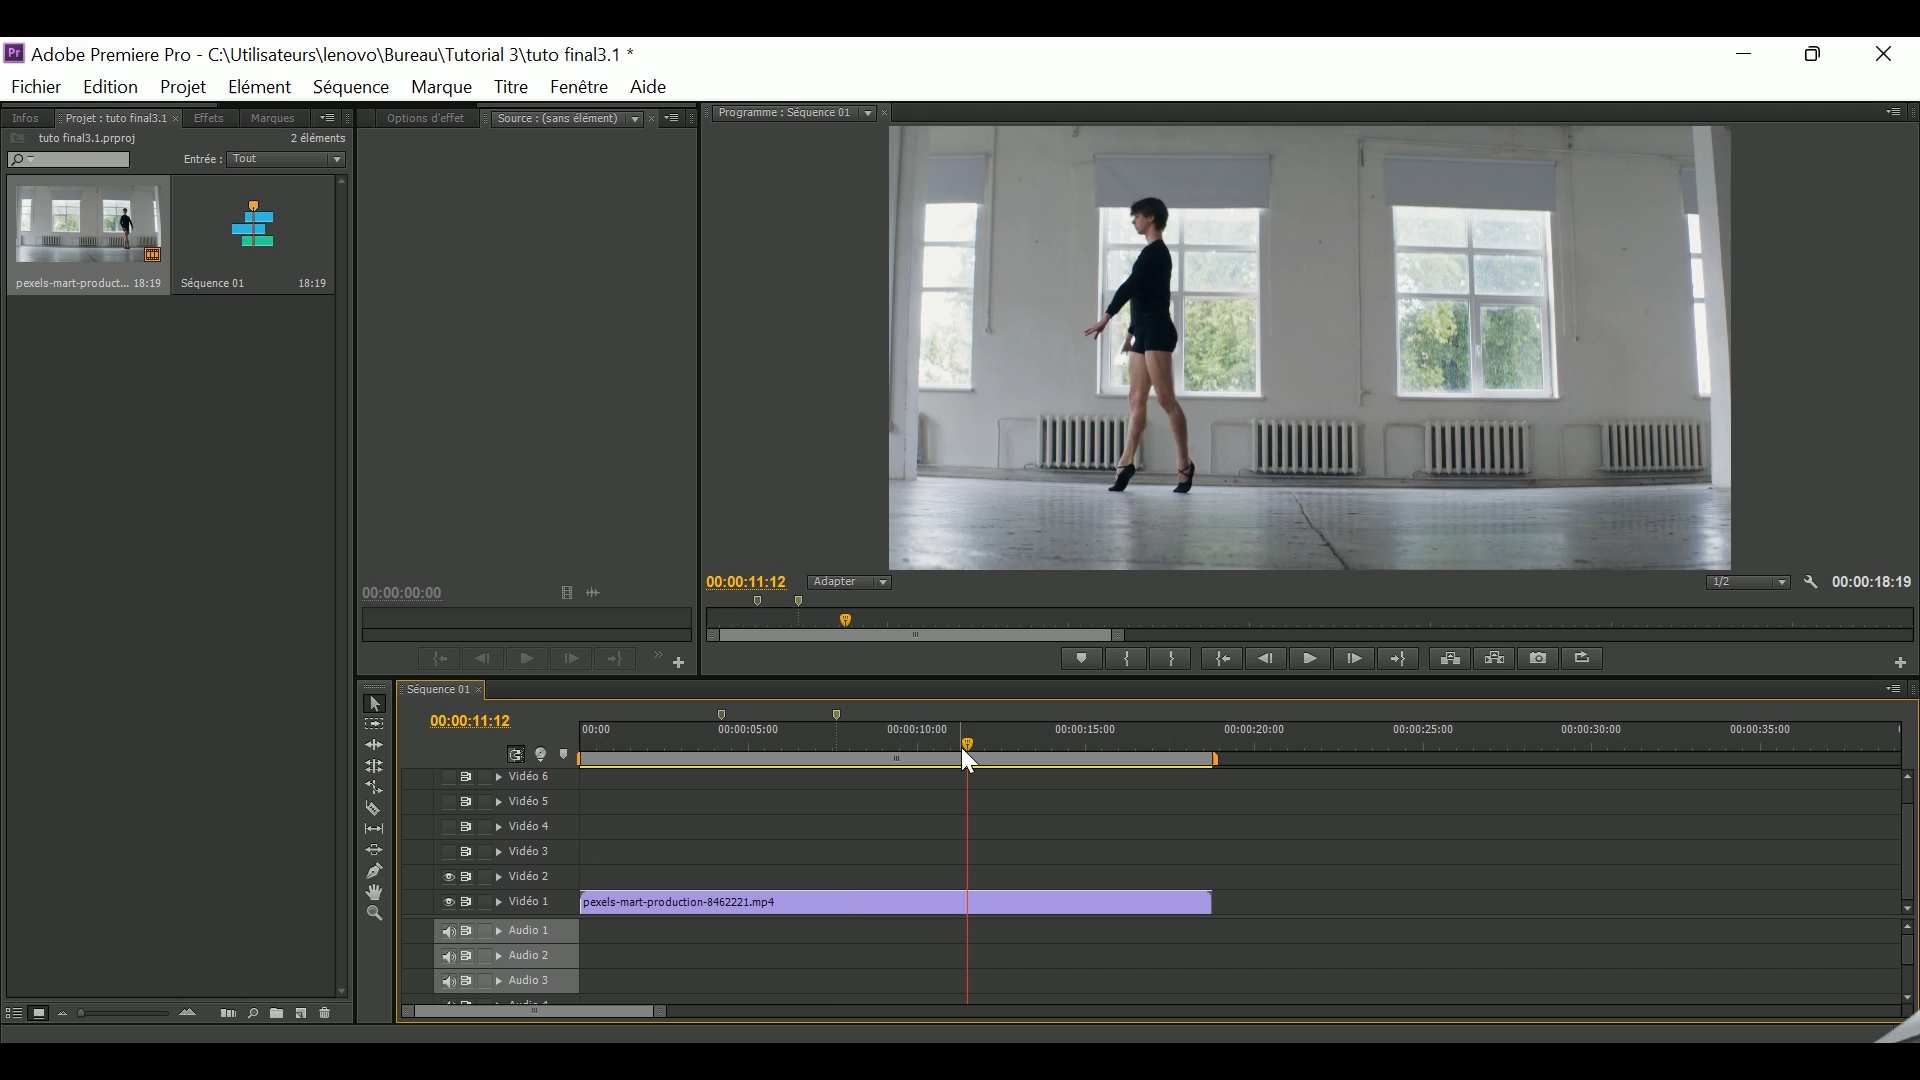 Pr Adobe Premiere Pro - C:\Utilisateurs\lenovo\Bureau\Tutorial 3\tuto final3.1 *
Fichier Edition Projet Elément Séquence Marque Titre Fenêtre Aide
Infos Projet : tuto final3.1 Effets Marques
Options d'effet Source : (sans élément)
Programme : Séquence 01
tuto final3.1.prproj 2 éléments
Entrée : Tout
pexels-mart-product... 18:19 Séquence 01 18:19
00:00:00:00
00:00:11:12 Adapter 1/2 00:00:18:19
Séquence 01
00:00:11:12
00:00 00:00:05:00 00:00:10:00 00:00:15:00 00:00:20:00 00:00:25:00 00:00:30:00 00:00:35:00
Vidéo 6
Vidéo 5
Vidéo 4
Vidéo 3
Vidéo 2
Vidéo 1 pexels-mart-production-8462221.mp4
Audio 1
Audio 2
Audio 3